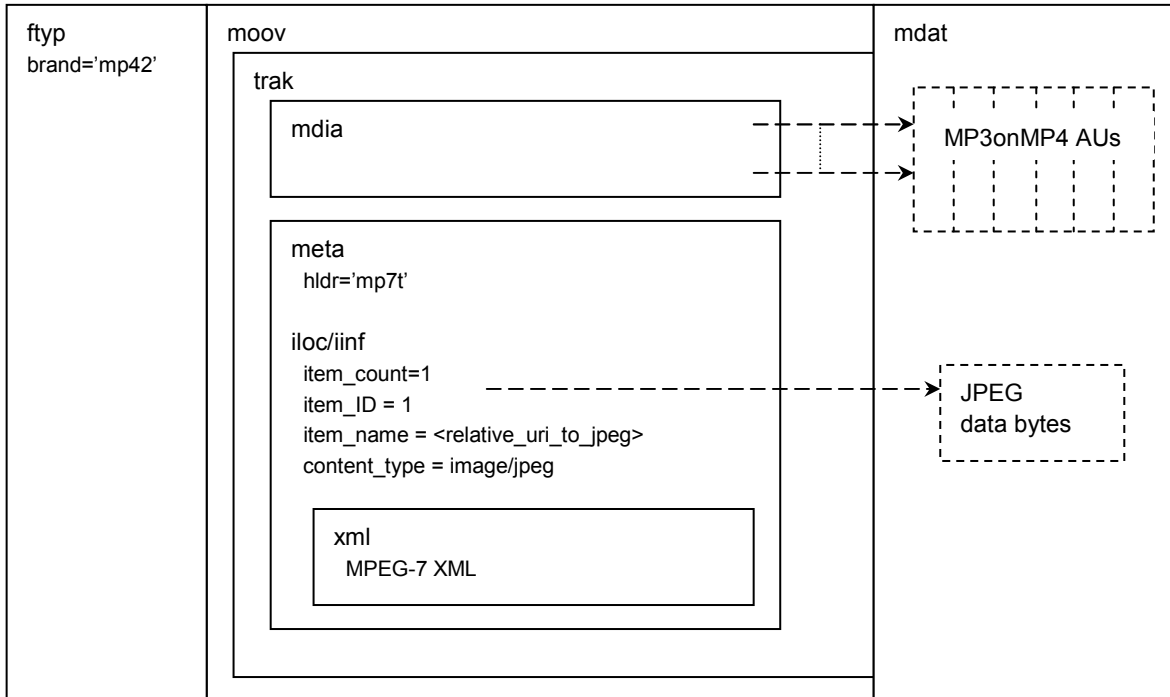 ftyp
brand=’mp42’
moov
trak
mdia
meta
hldr=’mp7t’
iloc/iinf
item_count=1
item_ID = 1
item_name = <relative_uri_to_jpeg>
content_type = image/jpeg
xml
MPEG-7 XML
mdat
MP3onMP4 AUs
JPEG
data bytes